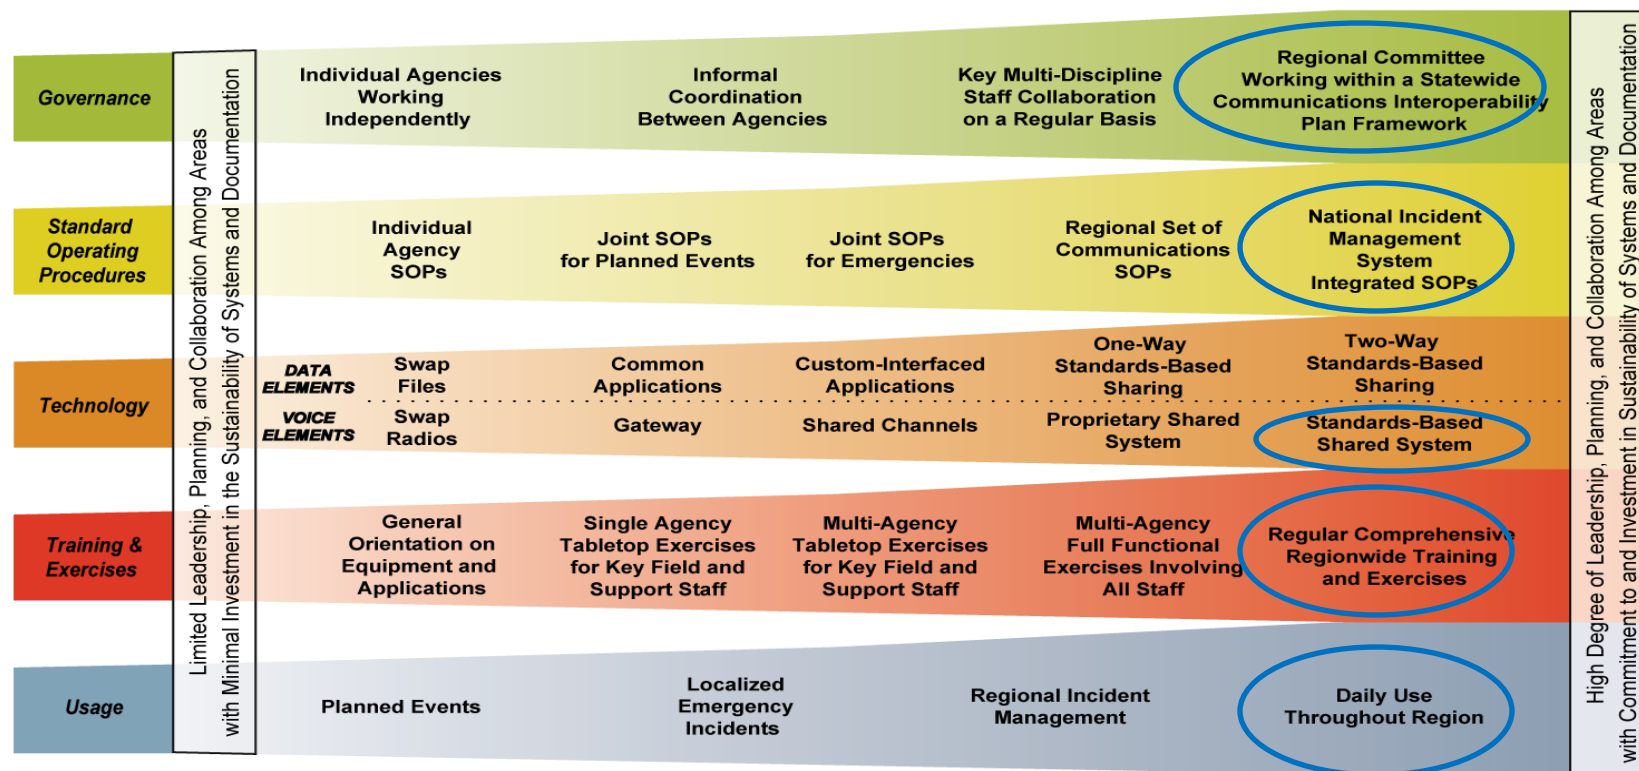 Governance
Individual Agencies
Working
Independently
Informal
Coordination
Between Agencies
Key Multi-Discipline
Staff Collaboration
on a Regular Basis
Regional Committee
Working within a Statewide
Communications Interoperability
Plan Framework
Standard
Operating
Procedures
Individual
Agency
SOPs
Joint SOPs
for Planned Events
Joint SOPs
for Emergencies
Regional Set of
Communications
SOPs
National Incident
Management
System
Integrated SOPs
Technology
DATA
ELEMENTS
Swap
Files
Common
Applications
Custom-Interfaced
Applications
One-Way
Standards-Based
Sharing
Two-Way
Standards-Based
Sharing
VOICE
ELEMENTS
Swap
Radios
Gateway
Shared Channels
Proprietary Shared
System
Standards-Based
Shared System
Training &
Exercises
General
Orientation on
Equipment and
Applications
Single Agency
Tabletop Exercises
for Key Field and
Support Staff
Multi-Agency
Tabletop Exercises
for Key Field and
Support Staff
Multi-Agency
Full Functional
Exercises Involving
All Staff
Regular Comprehensive
Regionwide Training
and Exercises
Usage
Planned Events
Localized
Emergency
Incidents
Regional Incident
Management
Daily Use
Throughout Region
Limited Leadership, Planning, and Collaboration Among Areas
with Minimal Investment in the Sustainability of Systems and Documentation
High Degree of Leadership, Planning, and Collaboration Among Areas
with Commitment to and Investment in Sustainability of Systems and Documentation